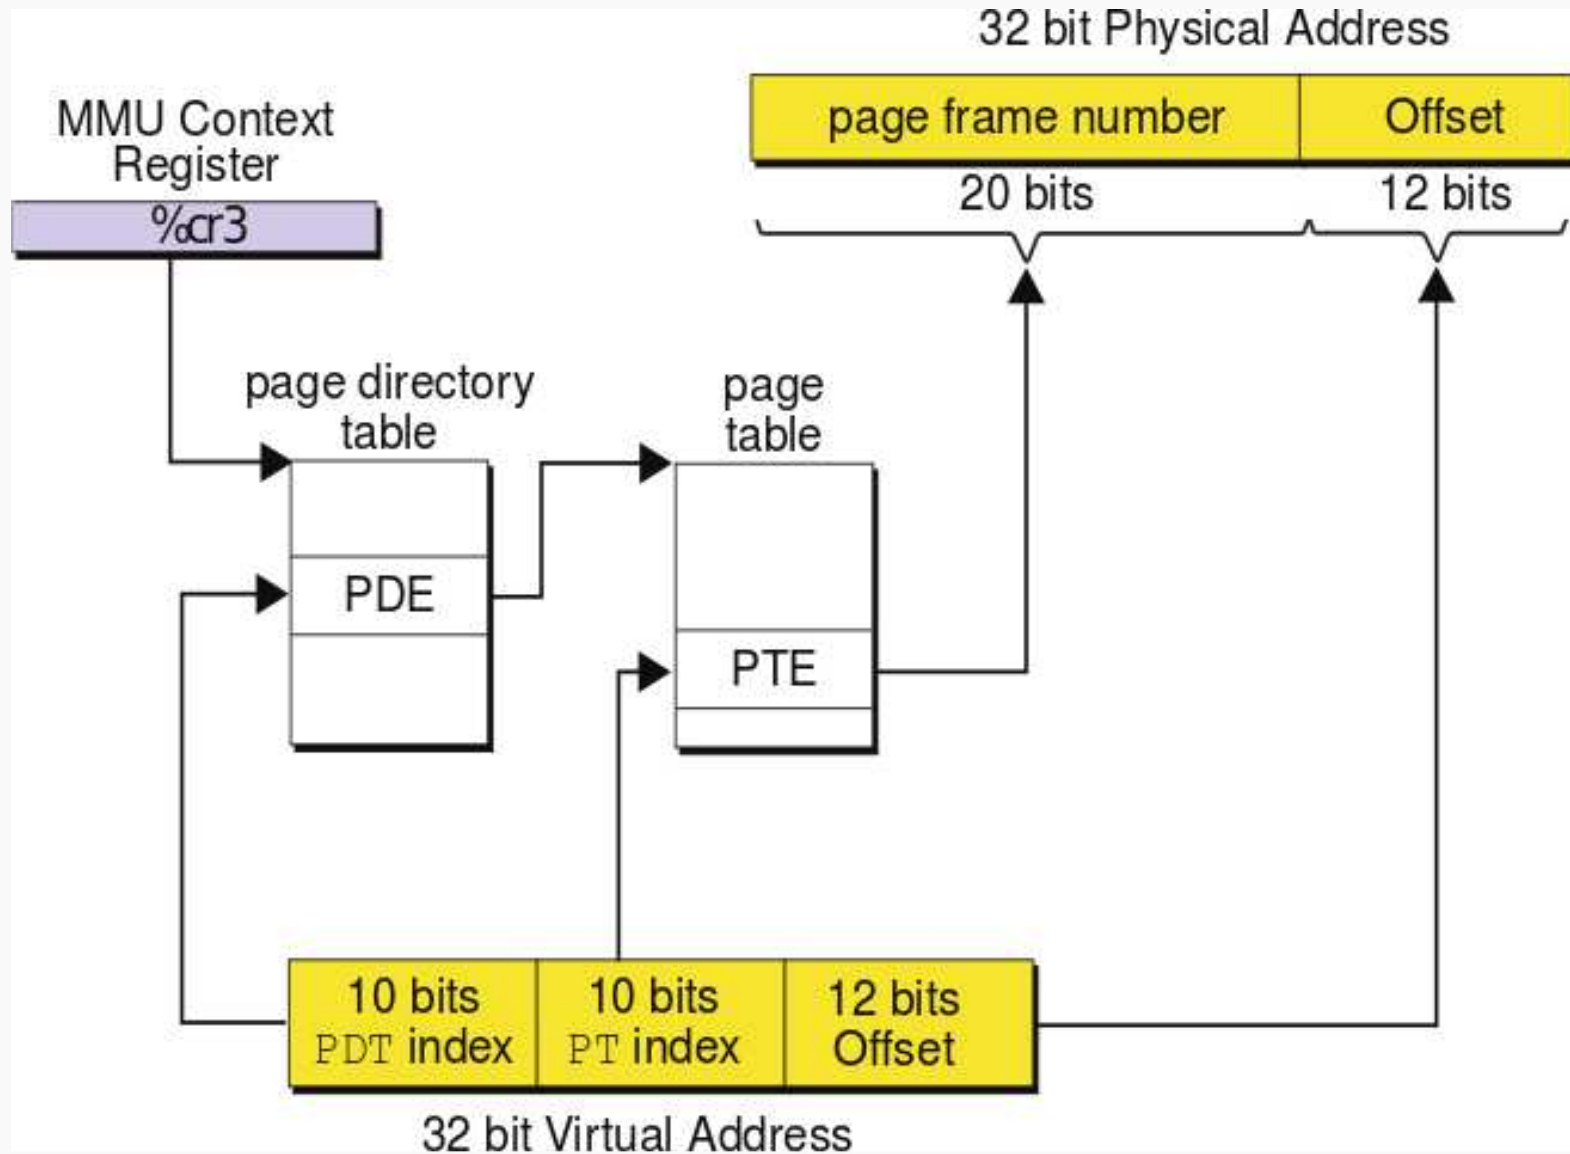 32 bit Physical Address
page frame number
Offset
20 bits
12 bits
MMU Context
Register
%cr3
page directory
table
page
table
PDE
PTE
10 bits
PDT index
10 bits
PT index
12 bits
Offset
32 bit Virtual Address